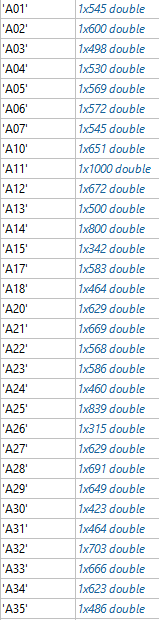 'A01' 1x545 double
'A02' 1x600 double
'A03' 1x498 double
'A04' 1x530 double
'A05' 1x569 double
'A06' 1x572 double
'A07' 1x545 double
'A10' 1x651 double
'A11' 1x1000 double
'A12' 1x672 double
'A13' 1x500 double
'A14' 1x800 double
'A15' 1x342 double
'A17' 1x583 double
'A18' 1x464 double
'A20' 1x629 double
'A21' 1x669 double
'A22' 1x568 double
'A23' 1x586 double
'A24' 1x460 double
'A25' 1x839 double
'A26' 1x315 double
'A27' 1x629 double
'A28' 1x691 double
'A29' 1x649 double
'A30' 1x423 double
'A31' 1x464 double
'A32' 1x703 double
'A33' 1x666 double
'A34' 1x623 double
'A35' 1x486 double